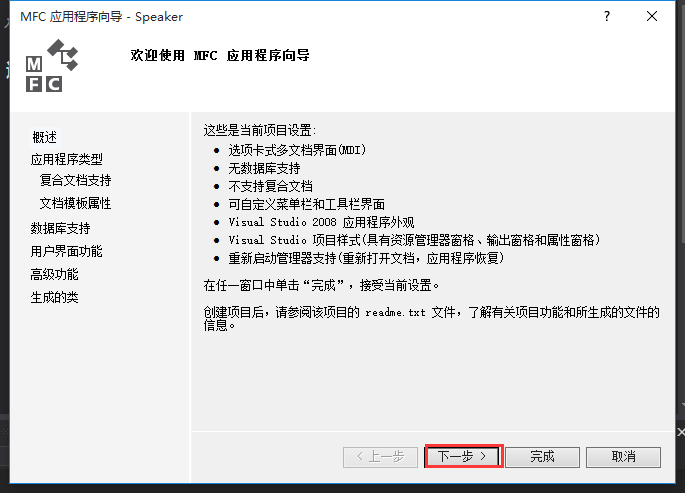 MFC 应用程序向导 - Speaker
?
MFC
欢迎使用 MFC 应用程序向导
概述
应用程序类型
复合文档支持
文档模板属性
数据库支持
用户界面功能
高级功能
生成的类
这些是当前项目设置:
• 选项卡式多文档界面(MDI)
• 无数据库支持
• 不支持复合文档
• 可自定义菜单栏和工具栏界面
• Visual Studio 2008 应用程序外观
• Visual Studio 项目样式(具有资源管理器窗格、输出窗格和属性窗格)
• 重新启动管理器支持(重新打开文档，应用程序恢复)
在任一窗口中单击“完成”，接受当前设置。
创建项目后，请参阅该项目的 readme.txt 文件，了解有关项目功能和所生成的文件的
信息。
< 上一步
下一步 >
完成
取消